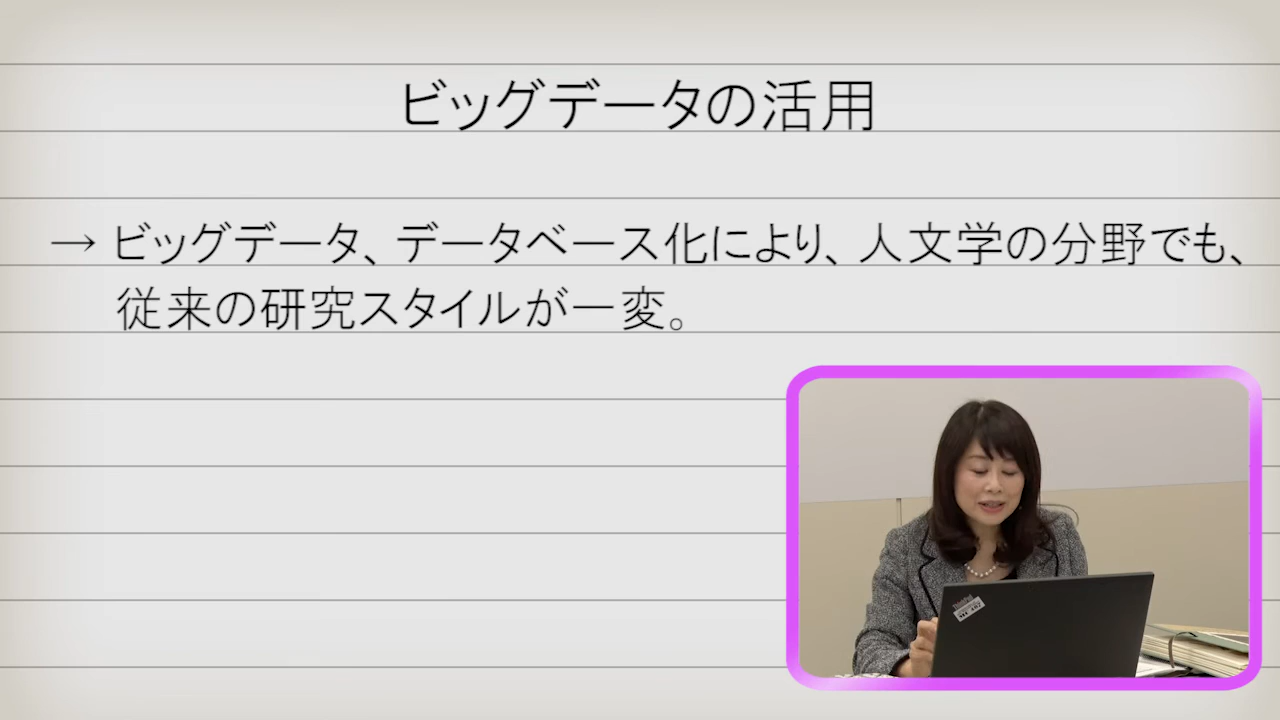 ビッグデータの活用
→ ビッグデータ、データベース化により、人文学の分野でも、
従来の研究スタイルが一変。
ThinkPad